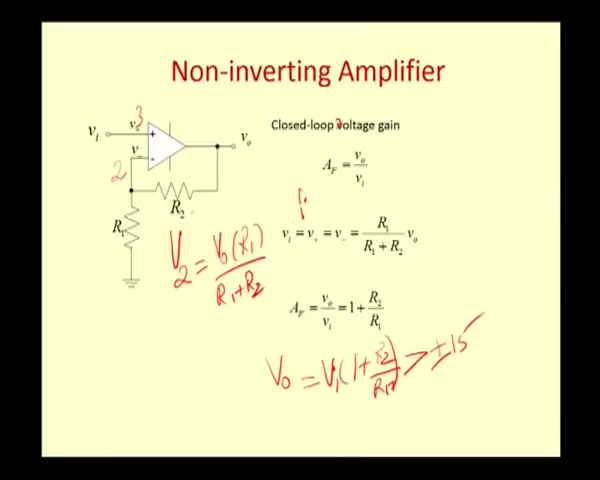 Non-inverting Amplifier
Closed-loop voltage gain
v_i
v_+
3
+
v_-
-
v_o
2
R_2
R_1
A_F = v_o / v_i
v_i = v_+ = v_- = R_1 / (R_1 + R_2) v_o
V_2 = V_0 (R_1) / (R_1 + R_2)
A_F = v_o / v_i = 1 + R_2 / R_1
V_0 = V_i (1 + R_2 / R_1) > ±15